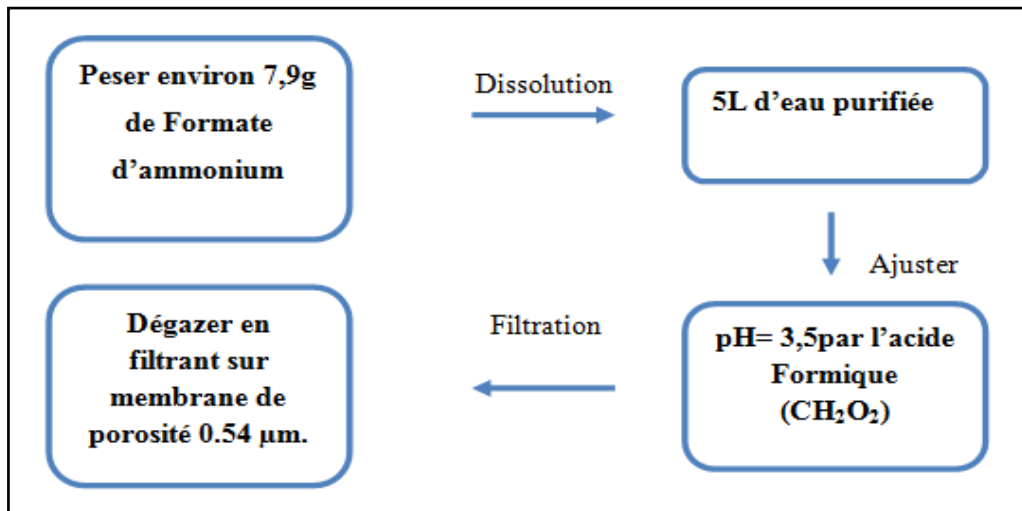 Peser environ 7,9g
de Formate
d’ammonium
Dissolution
5L d’eau purifiée
Ajuster
pH= 3,5par l’acide
Formique
(CH₂O₂)
Filtration
Dégazer en
filtrant sur
membrane de
porosité 0.54 µm.